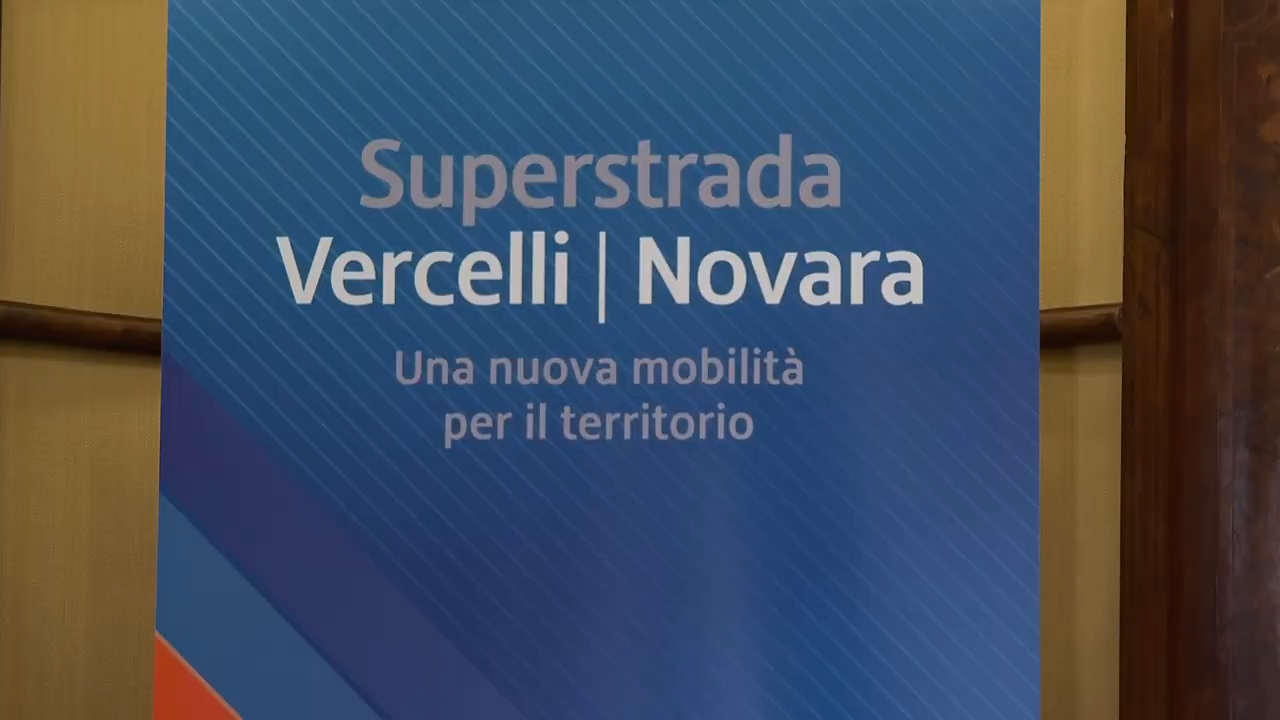 Superstrada
Vercelli | Novara
Una nuova mobilità
per il territorio